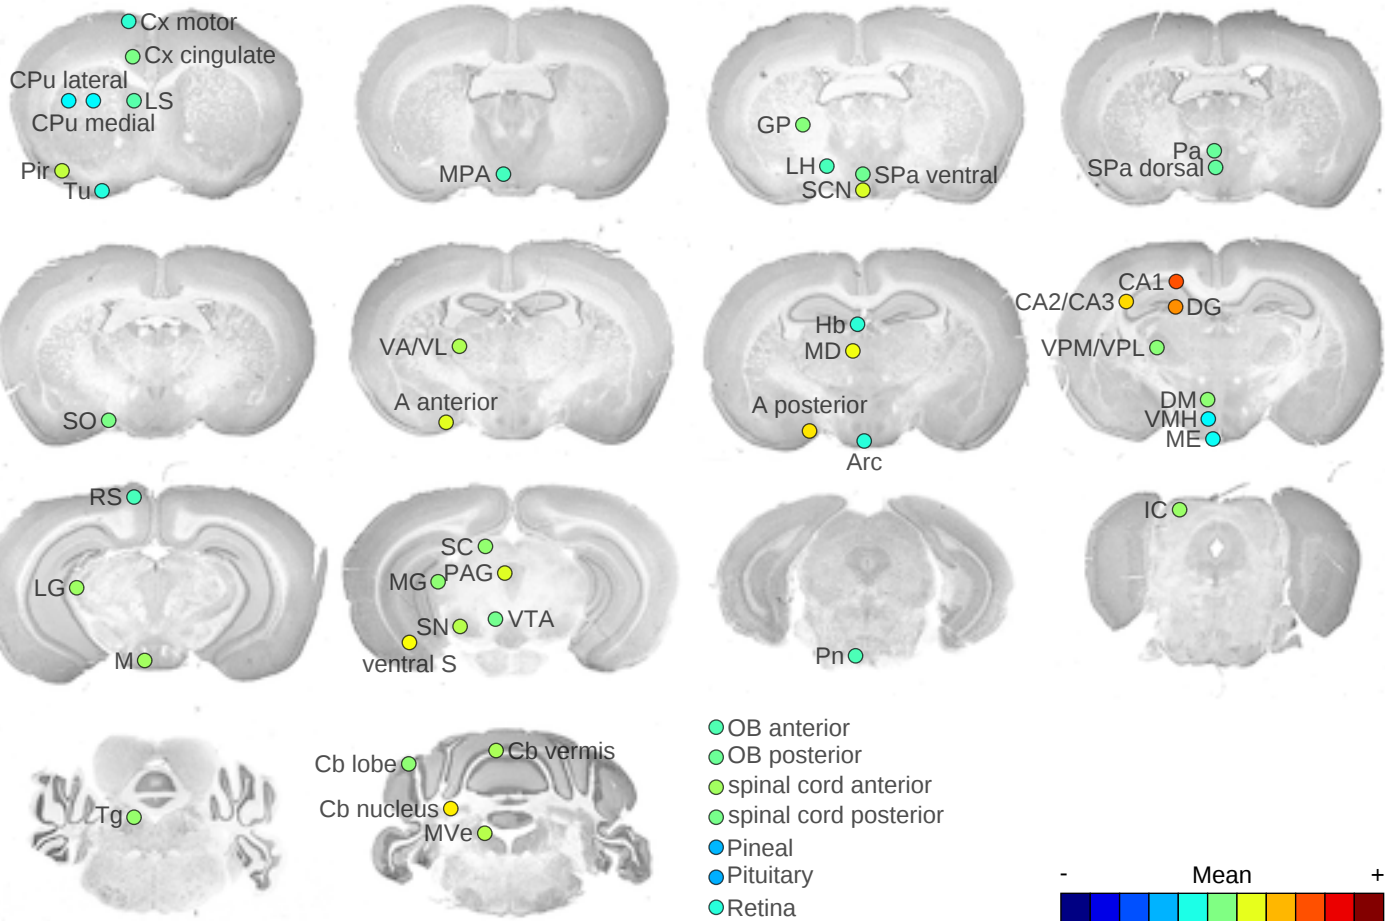 Cx motor
Cx cingulate
CPu lateral
LS
CPu medial
Pir
Tu
MPA
GP
LH
SPa ventral
SCN
Pa
SPa dorsal
SO
VA/VL
A anterior
Hb
MD
A posterior
Arc
CA1
CA2/CA3
DG
VPM/VPL
DM
VMH
ME
RS
LG
M
SC
PAG
MG
VTA
SN
ventral S
Pn
IC
Tg
Cb vermis
Cb lobe
Cb nucleus
MVe
OB anterior
OB posterior
spinal cord anterior
spinal cord posterior
Pineal
Pituitary
Retina
- Mean +